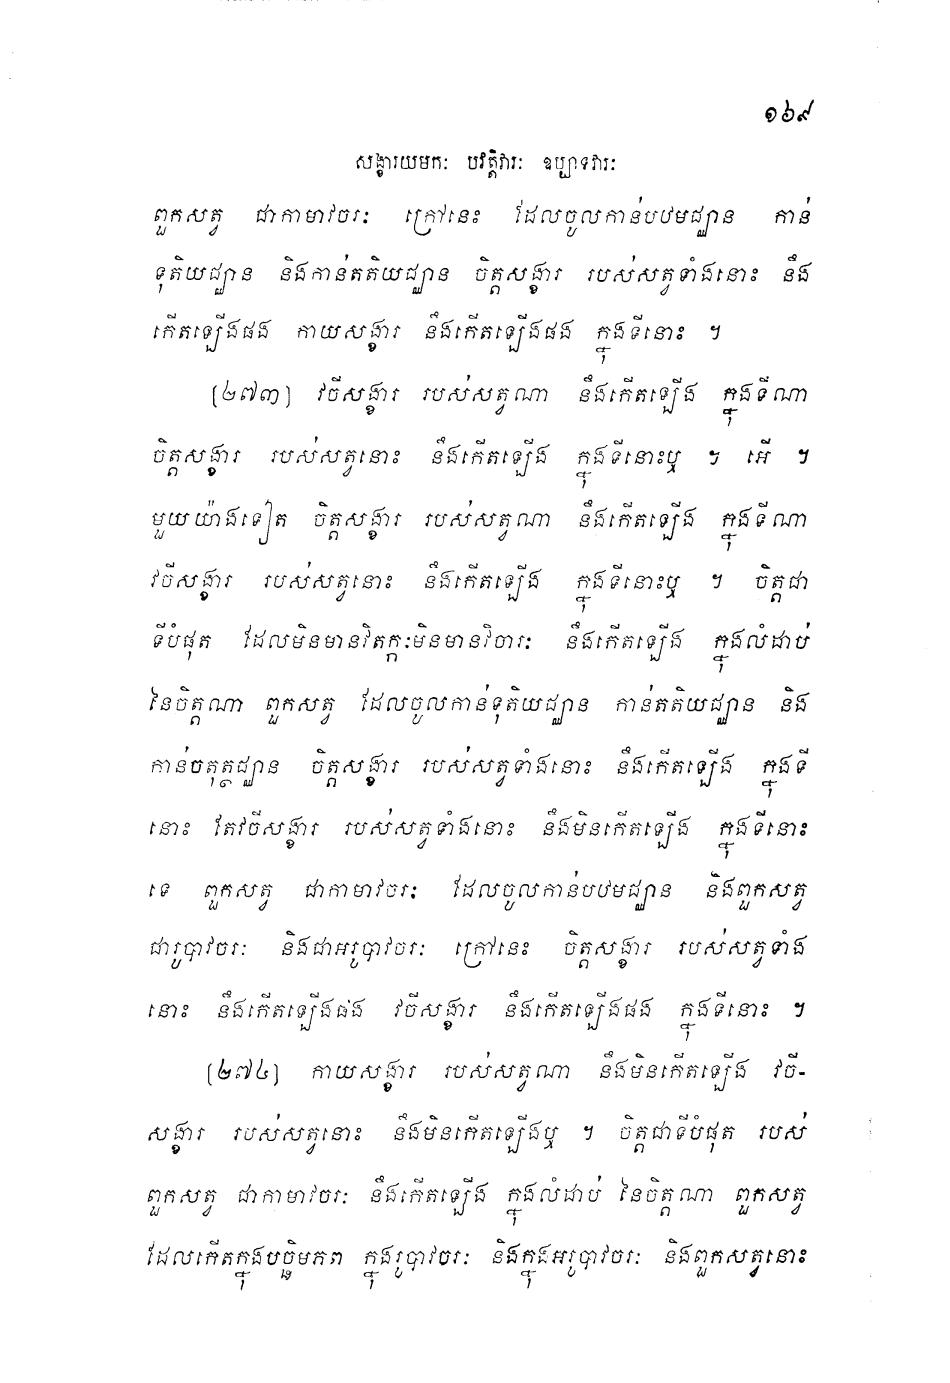 ១៦៩
សង្ខារយមកៈ បវត្តិវារៈ ឧប្បាទវារៈ
ពួកសត្វ ជាកាមាវចរៈ ក្រៅនេះ ដែលចូលកាន់បឋមជ្ឈាន កាន់
ទុតិយជ្ឈាន និងកាន់តតិយជ្ឈាន ចិត្តសង្ខារ របស់សត្វទាំងនោះ នឹង
កើតឡើងផង កាយសង្ខារ នឹងកើតឡើងផង ក្នុងទីនោះ ។
(២៧៣) វចីសង្ខារ របស់សត្វណា នឹងកើតឡើង ក្នុងទីណា
ចិត្តសង្ខារ របស់សត្វនោះ នឹងកើតឡើង ក្នុងទីនោះឬ ។ អើ ។
មួយយ៉ាងទៀត ចិត្តសង្ខារ របស់សត្វណា នឹងកើតឡើង ក្នុងទីណា
វចីសង្ខារ របស់សត្វនោះ នឹងកើតឡើង ក្នុងទីនោះឬ ។ ចិត្តជា
ទីបំផុត ដែលមិនមានវិតក្កៈមិនមានវិចារៈ នឹងកើតឡើង ក្នុងលំដាប់
នៃចិត្តណា ពួកសត្វ ដែលចូលកាន់ទុតិយជ្ឈាន កាន់តតិយជ្ឈាន និង
កាន់ចតុត្ថជ្ឈាន ចិត្តសង្ខារ របស់សត្វទាំងនោះ នឹងកើតឡើង ក្នុងទី
នោះ តែវចីសង្ខារ របស់សត្វទាំងនោះ នឹងមិនកើតឡើង ក្នុងទីនោះ
ទេ ពួកសត្វ ជាកាមាវចរៈ ដែលចូលកាន់បឋមជ្ឈាន និងពួកសត្វ
ជារូបាវចរៈ និងជាអរូបាវចរៈ ក្រៅនេះ ចិត្តសង្ខារ របស់សត្វទាំង
នោះ នឹងកើតឡើងផង វចីសង្ខារ នឹងកើតឡើងផង ក្នុងទីនោះ ។
(២៧៤) កាយសង្ខារ របស់សត្វណា នឹងមិនកើតឡើង វចី-
សង្ខារ របស់សត្វនោះ នឹងមិនកើតឡើងឬ ។ ចិត្តជាទីបំផុត របស់
ពួកសត្វ ជាកាមាវចរៈ នឹងកើតឡើង ក្នុងលំដាប់ នៃចិត្តណា ពួកសត្វ
ដែលកើតក្នុងបច្ឆិមភព ក្នុងរូបាវចរៈ និងក្នុងអរូបាវចរៈ និងពួកសត្វនោះ